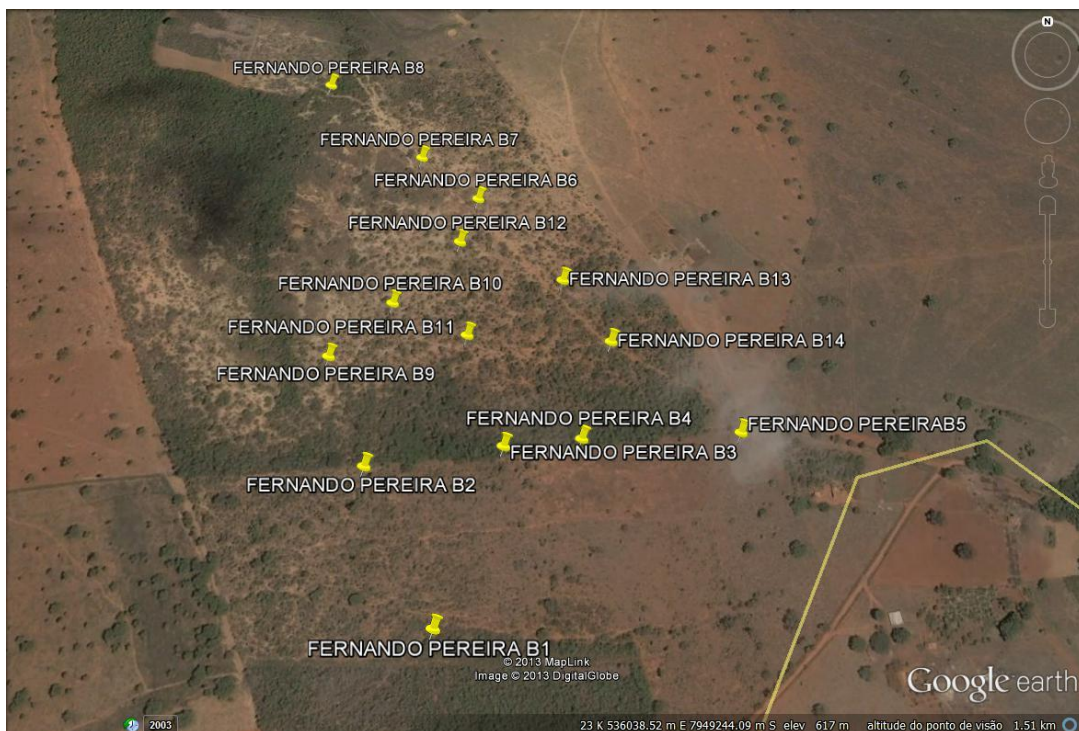 N
FERNANDO PEREIRA B8
FERNANDO PEREIRA B7
FERNANDO PEREIRA B6
FERNANDO PEREIRA B12
FERNANDO PEREIRA B13
FERNANDO PEREIRA B10
FERNANDO PEREIRA B11
FERNANDO PEREIRA B14
FERNANDO PEREIRA B9
FERNANDO PEREIRA B4
FERNANDO PEREIRAB5
FERNANDO PEREIRA B3
FERNANDO PEREIRA B2
FERNANDO PEREIRA B1
© 2013 MapLink
Image © 2013 DigitalGlobe
Google earth
2003
23 K 536038.52 m E 7949244.09 m S elev 617 m altitude do ponto de visão 1.51 km